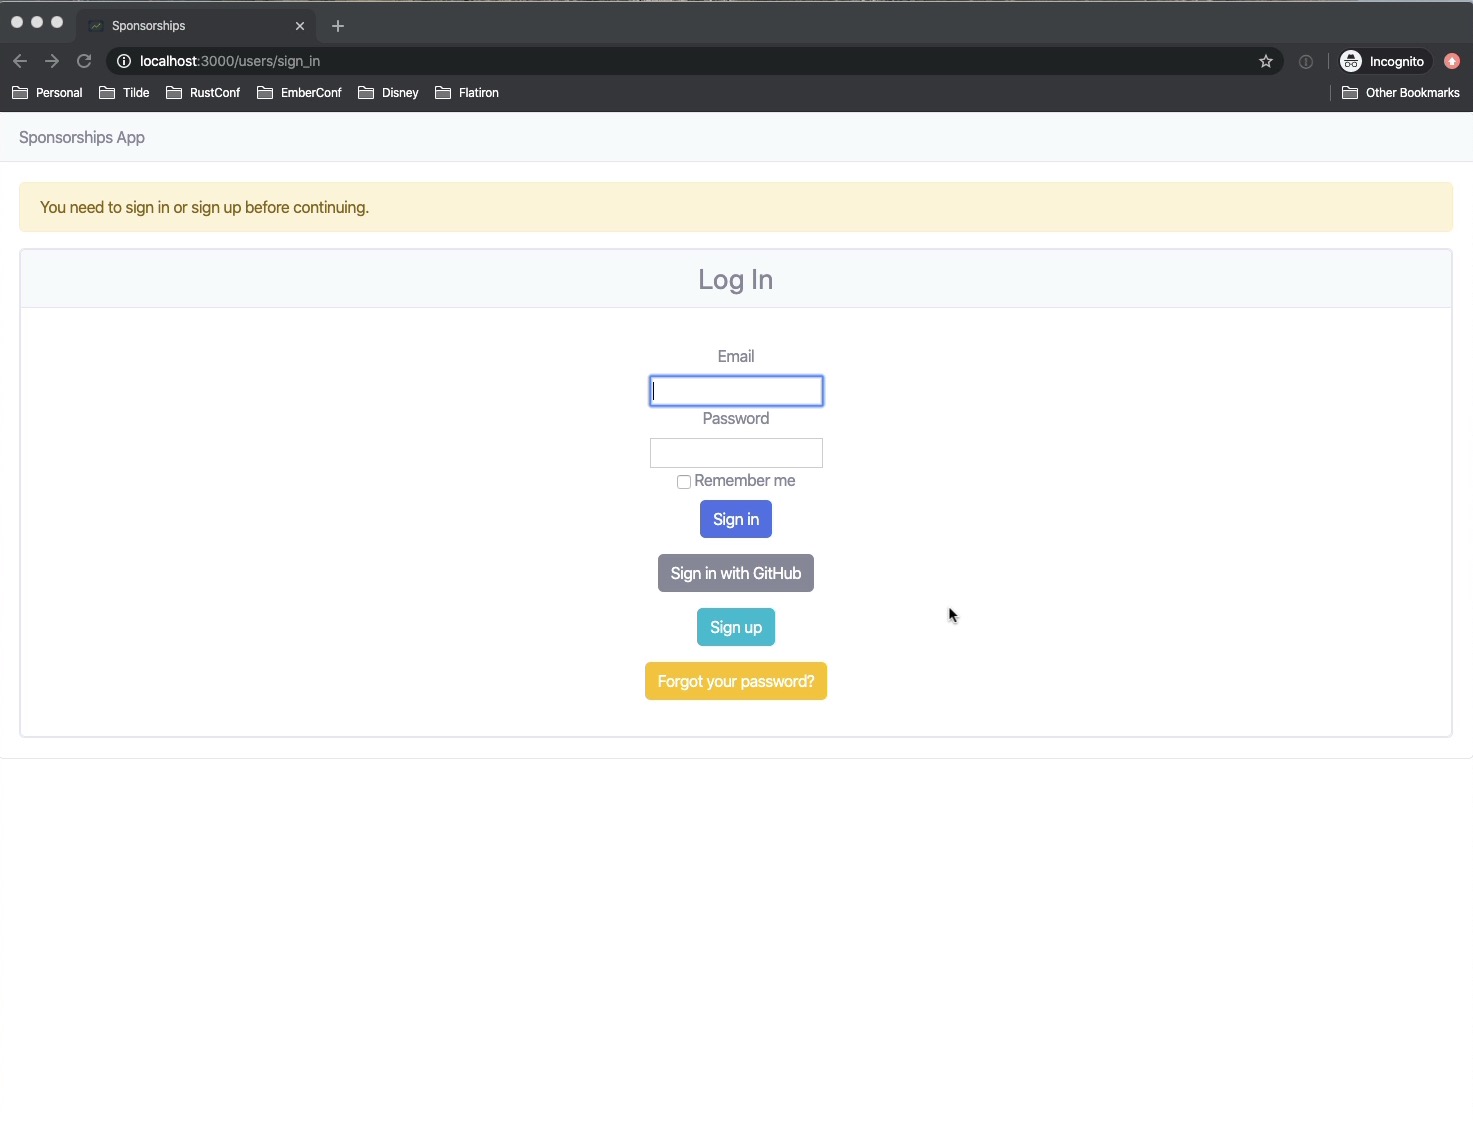 Sponsorships
localhost:3000/users/sign_in
Incognito
Personal Tilde RustConf EmberConf Disney Flatiron Other Bookmarks
Sponsorships App
You need to sign in or sign up before continuing.
Log In
Email
Password
Remember me
Sign in
Sign in with GitHub
Sign up
Forgot your password?